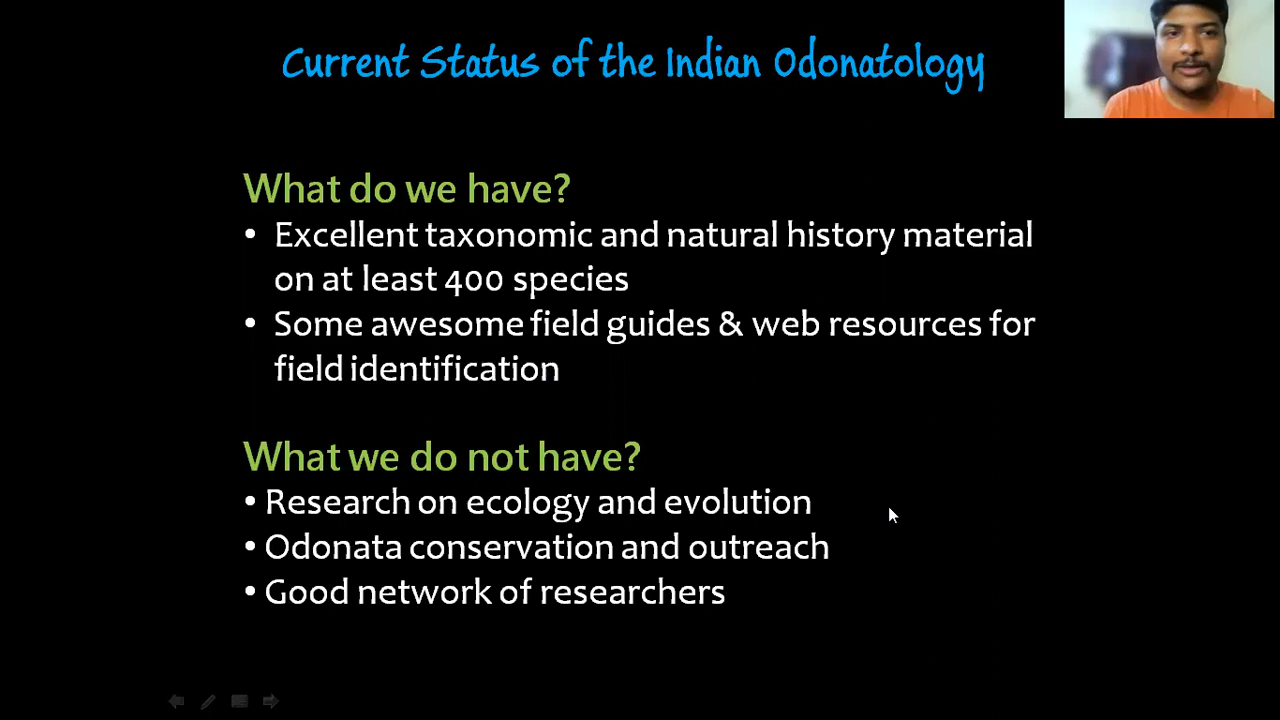 Current Status of the Indian Odonatology
What do we have?
• Excellent taxonomic and natural history material
on at least 400 species
• Some awesome field guides & web resources for
field identification
What we do not have?
• Research on ecology and evolution
• Odonata conservation and outreach
• Good network of researchers